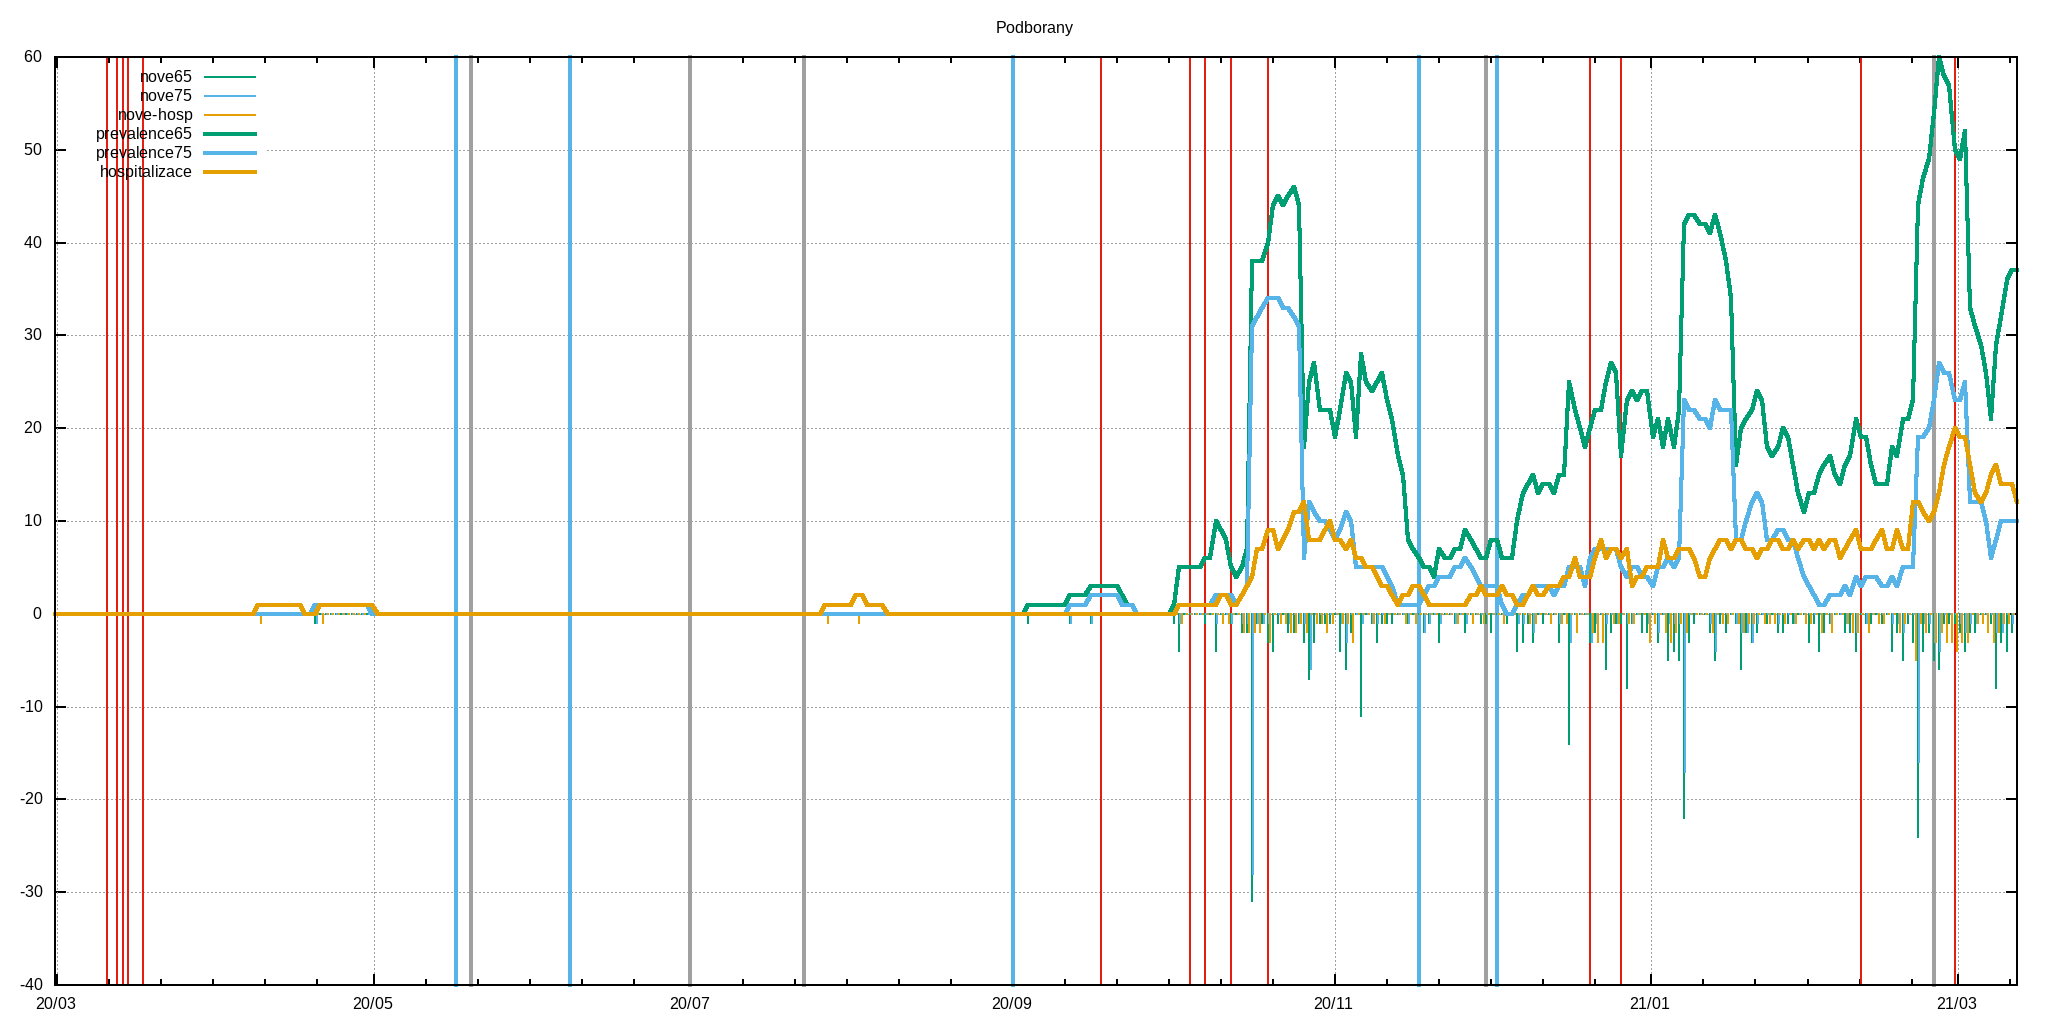 Podborany
60
nove65
nove75
nove-hosp
prevalence65
50
prevalence75
hospitalizace
40
30
20
10
0
-10
-20
-30
-40
20/03 20/05 20/07 20/09 20/11 21/01 21/03